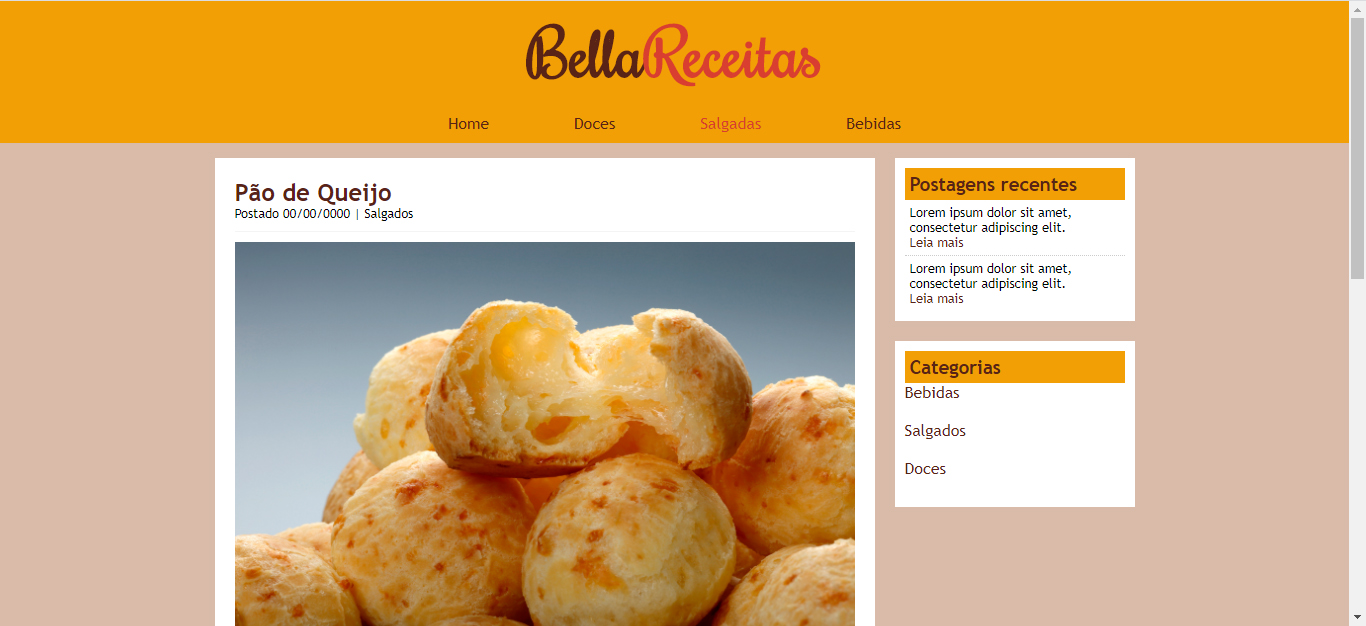 BellaReceitas
Home Doces Salgadas Bebidas
Pão de Queijo
Postado 00/00/0000 | Salgados
Postagens recentes
Lorem ipsum dolor sit amet,
consectetur adipiscing elit.
Leia mais
Lorem ipsum dolor sit amet,
consectetur adipiscing elit.
Leia mais
Categorias
Bebidas
Salgados
Doces